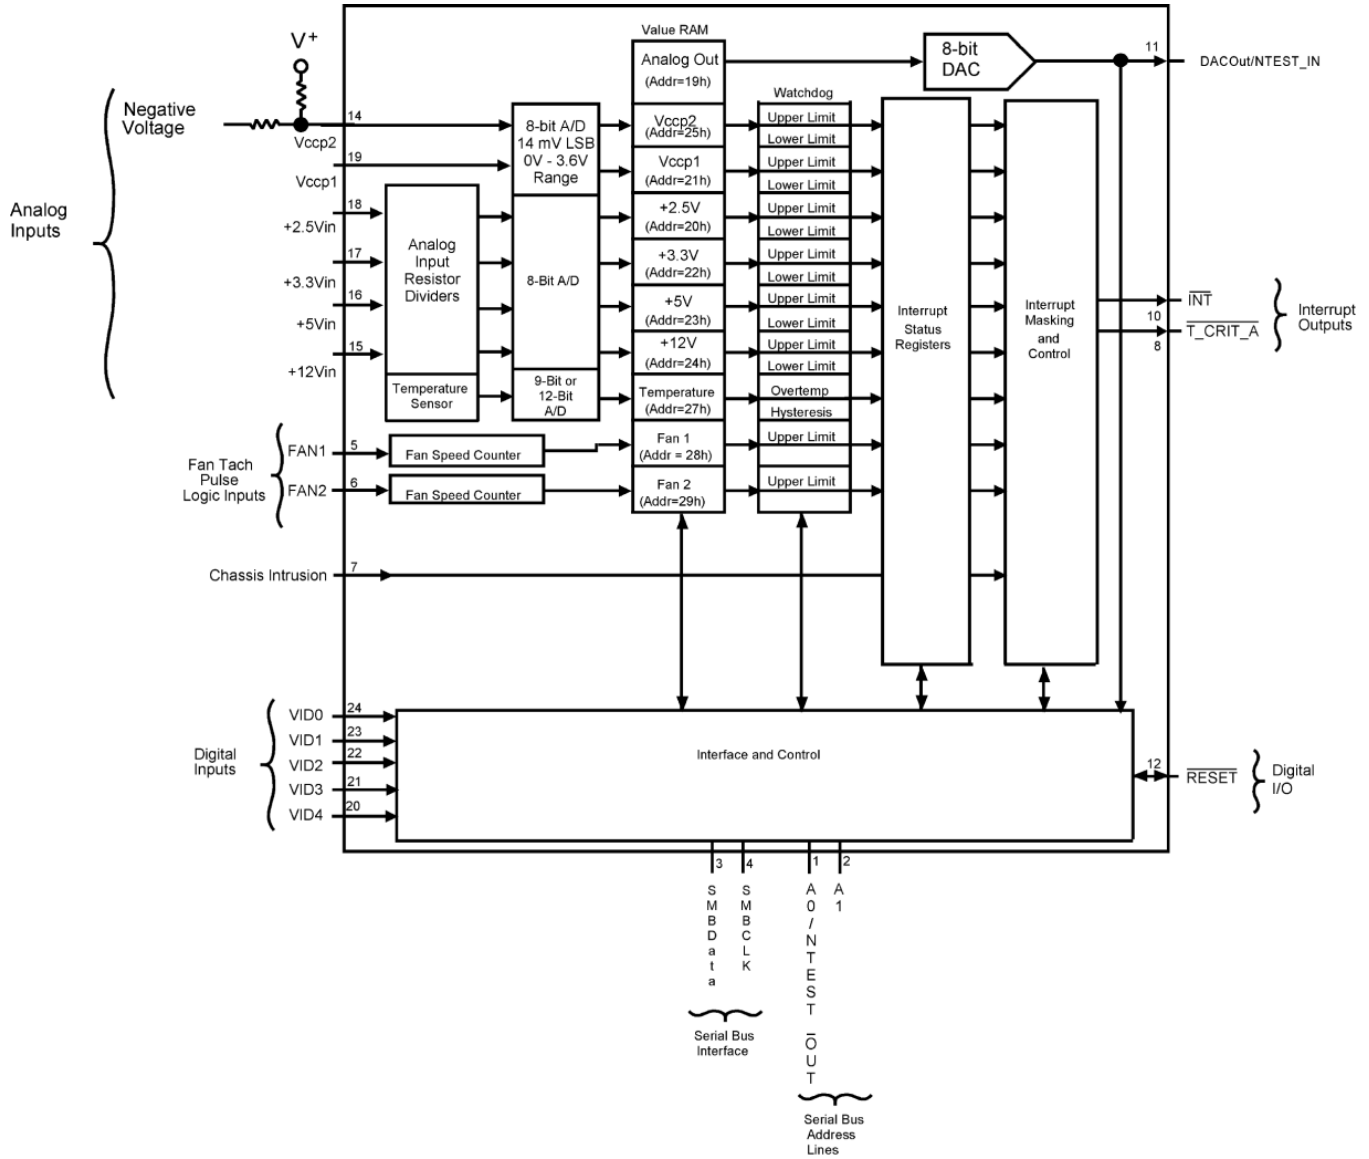 Value RAM
V+
Analog Out
(Addr=19h)
8-bit
DAC
11
DACOut/NTEST_IN
Negative
Voltage
14
Vccp2
19
Vccp1
8-bit A/D
14 mV LSB
0V - 3.6V
Range
Vccp2
(Addr=25h)
Vccp1
(Addr=21h)
Watchdog
Upper Limit
Lower Limit
Upper Limit
Lower Limit
Analog
Inputs
18
+2.5Vin
17
+3.3Vin
16
+5Vin
15
+12Vin
Analog
Input
Resistor
Dividers
8-Bit A/D
+2.5V
(Addr=20h)
+3.3V
(Addr=22h)
+5V
(Addr=23h)
+12V
(Addr=24h)
Upper Limit
Lower Limit
Upper Limit
Lower Limit
Upper Limit
Lower Limit
Upper Limit
Lower Limit
Interrupt
Status
Registers
Interrupt
Masking
and
Control
INT
10
T_CRIT_A
8
Interrupt
Outputs
Temperature
Sensor
9-Bit or
12-Bit
A/D
Temperature
(Addr=27h)
Overtemp
Hysteresis
Fan Tach
Pulse
Logic Inputs
FAN1
5
Fan Speed Counter
Fan 1
(Addr = 28h)
Upper Limit
FAN2
6
Fan Speed Counter
Fan 2
(Addr=29h)
Upper Limit
Chassis Intrusion
7
Digital
Inputs
VID0
24
VID1
23
VID2
22
VID3
21
VID4
20
Interface and Control
12
RESET
Digital
I/O
3
4
1
2
SMBData
SMBCLK
A0/NTEST_OUT
A1
Serial Bus
Interface
Serial Bus
Address
Lines